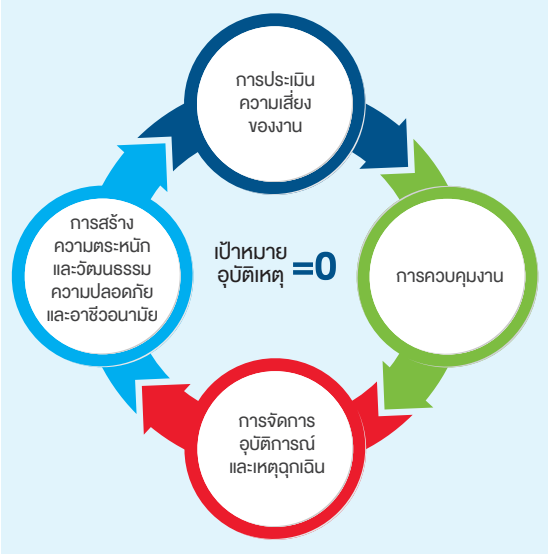 การประเมิน
ความเสี่ยง
ของงาน
การควบคุมงาน
การจัดการ
อุบัติการณ์
และเหตุฉุกเฉิน
การสร้าง
ความตระหนัก
และวัฒนธรรม
ความปลอดภัย
และอาชีวอนามัย
เป้าหมาย
อุบัติเหตุ =0